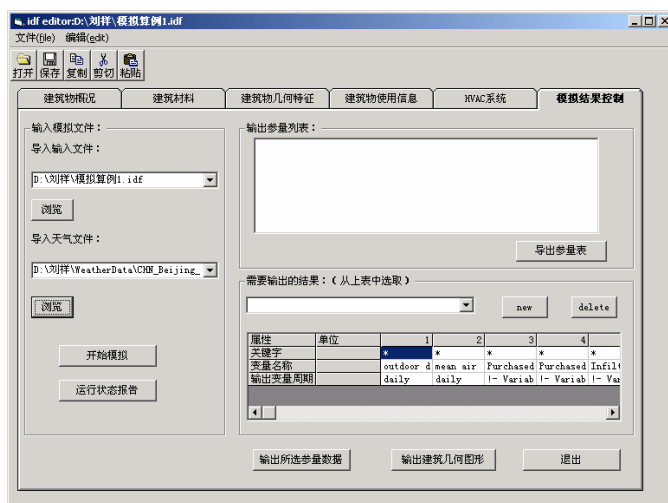 idf editor:D:\刘祥\模拟算例1.idf
文件(file) 编辑(edit)
打开 保存 复制 剪切 粘贴
建筑物概况 建筑材料 建筑物几何特征 建筑物使用信息 HVAC系统 模拟结果控制
输入模拟文件：
导入输入文件：
D:\刘祥\模拟算例1.idf
浏览
导入天气文件：
D:\刘祥\WeatherData\CHN_Beijing_
浏览
开始模拟
运行状态报告
输出参量列表：
导出参量表
需要输出的结果：(从上表中选取)
new delete
属性 单位 1 2 3 4
关键字 * * * * *
变量名称 outdoor d mean air Purchased Purchased Infilt
输出变量周期 daily daily !- Variab !- Variab !- Var
输出所选参量数据 输出建筑几何图形 退出